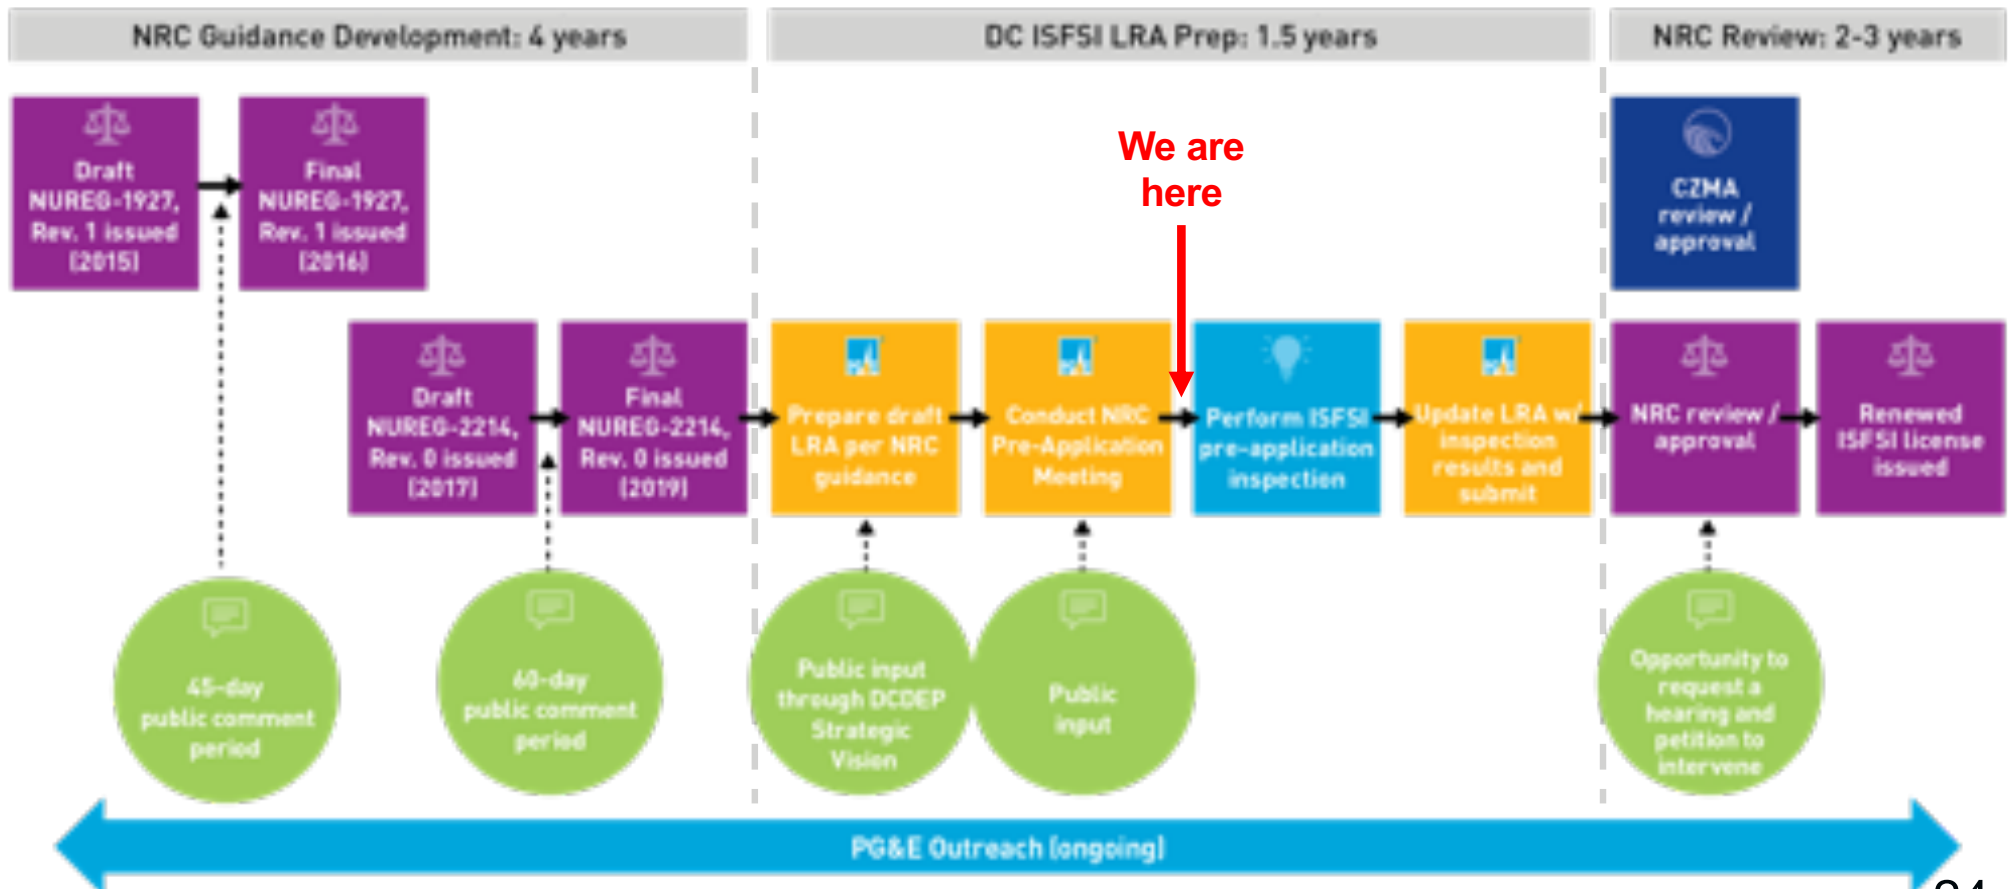 NRC Guidance Development: 4 years
DC ISFSI LRA Prep: 1.5 years
NRC Review: 2-3 years
Draft
NUREG-1927,
Rev. 1 issued
(2015)
Final
NUREG-1927,
Rev. 1 issued
(2016)
We are
here
CZMA
review /
approval
Draft
NUREG-2214,
Rev. 0 issued
(2017)
Final
NUREG-2214,
Rev. 0 issued
(2019)
Prepare draft
LRA per NRC
guidance
Conduct NRC
Pre-Application
Meeting
Perform ISFSI
pre-application
inspection
Update LRA w/
inspection
results and
submit
NRC review /
approval
Renewed
ISFSI license
issued
45-day
public comment
period
60-day
public comment
period
Public input
through DCDEP
Strategic
Vision
Public
input
Opportunity to
request a
hearing and
petition to
intervene
PG&E Outreach (ongoing)